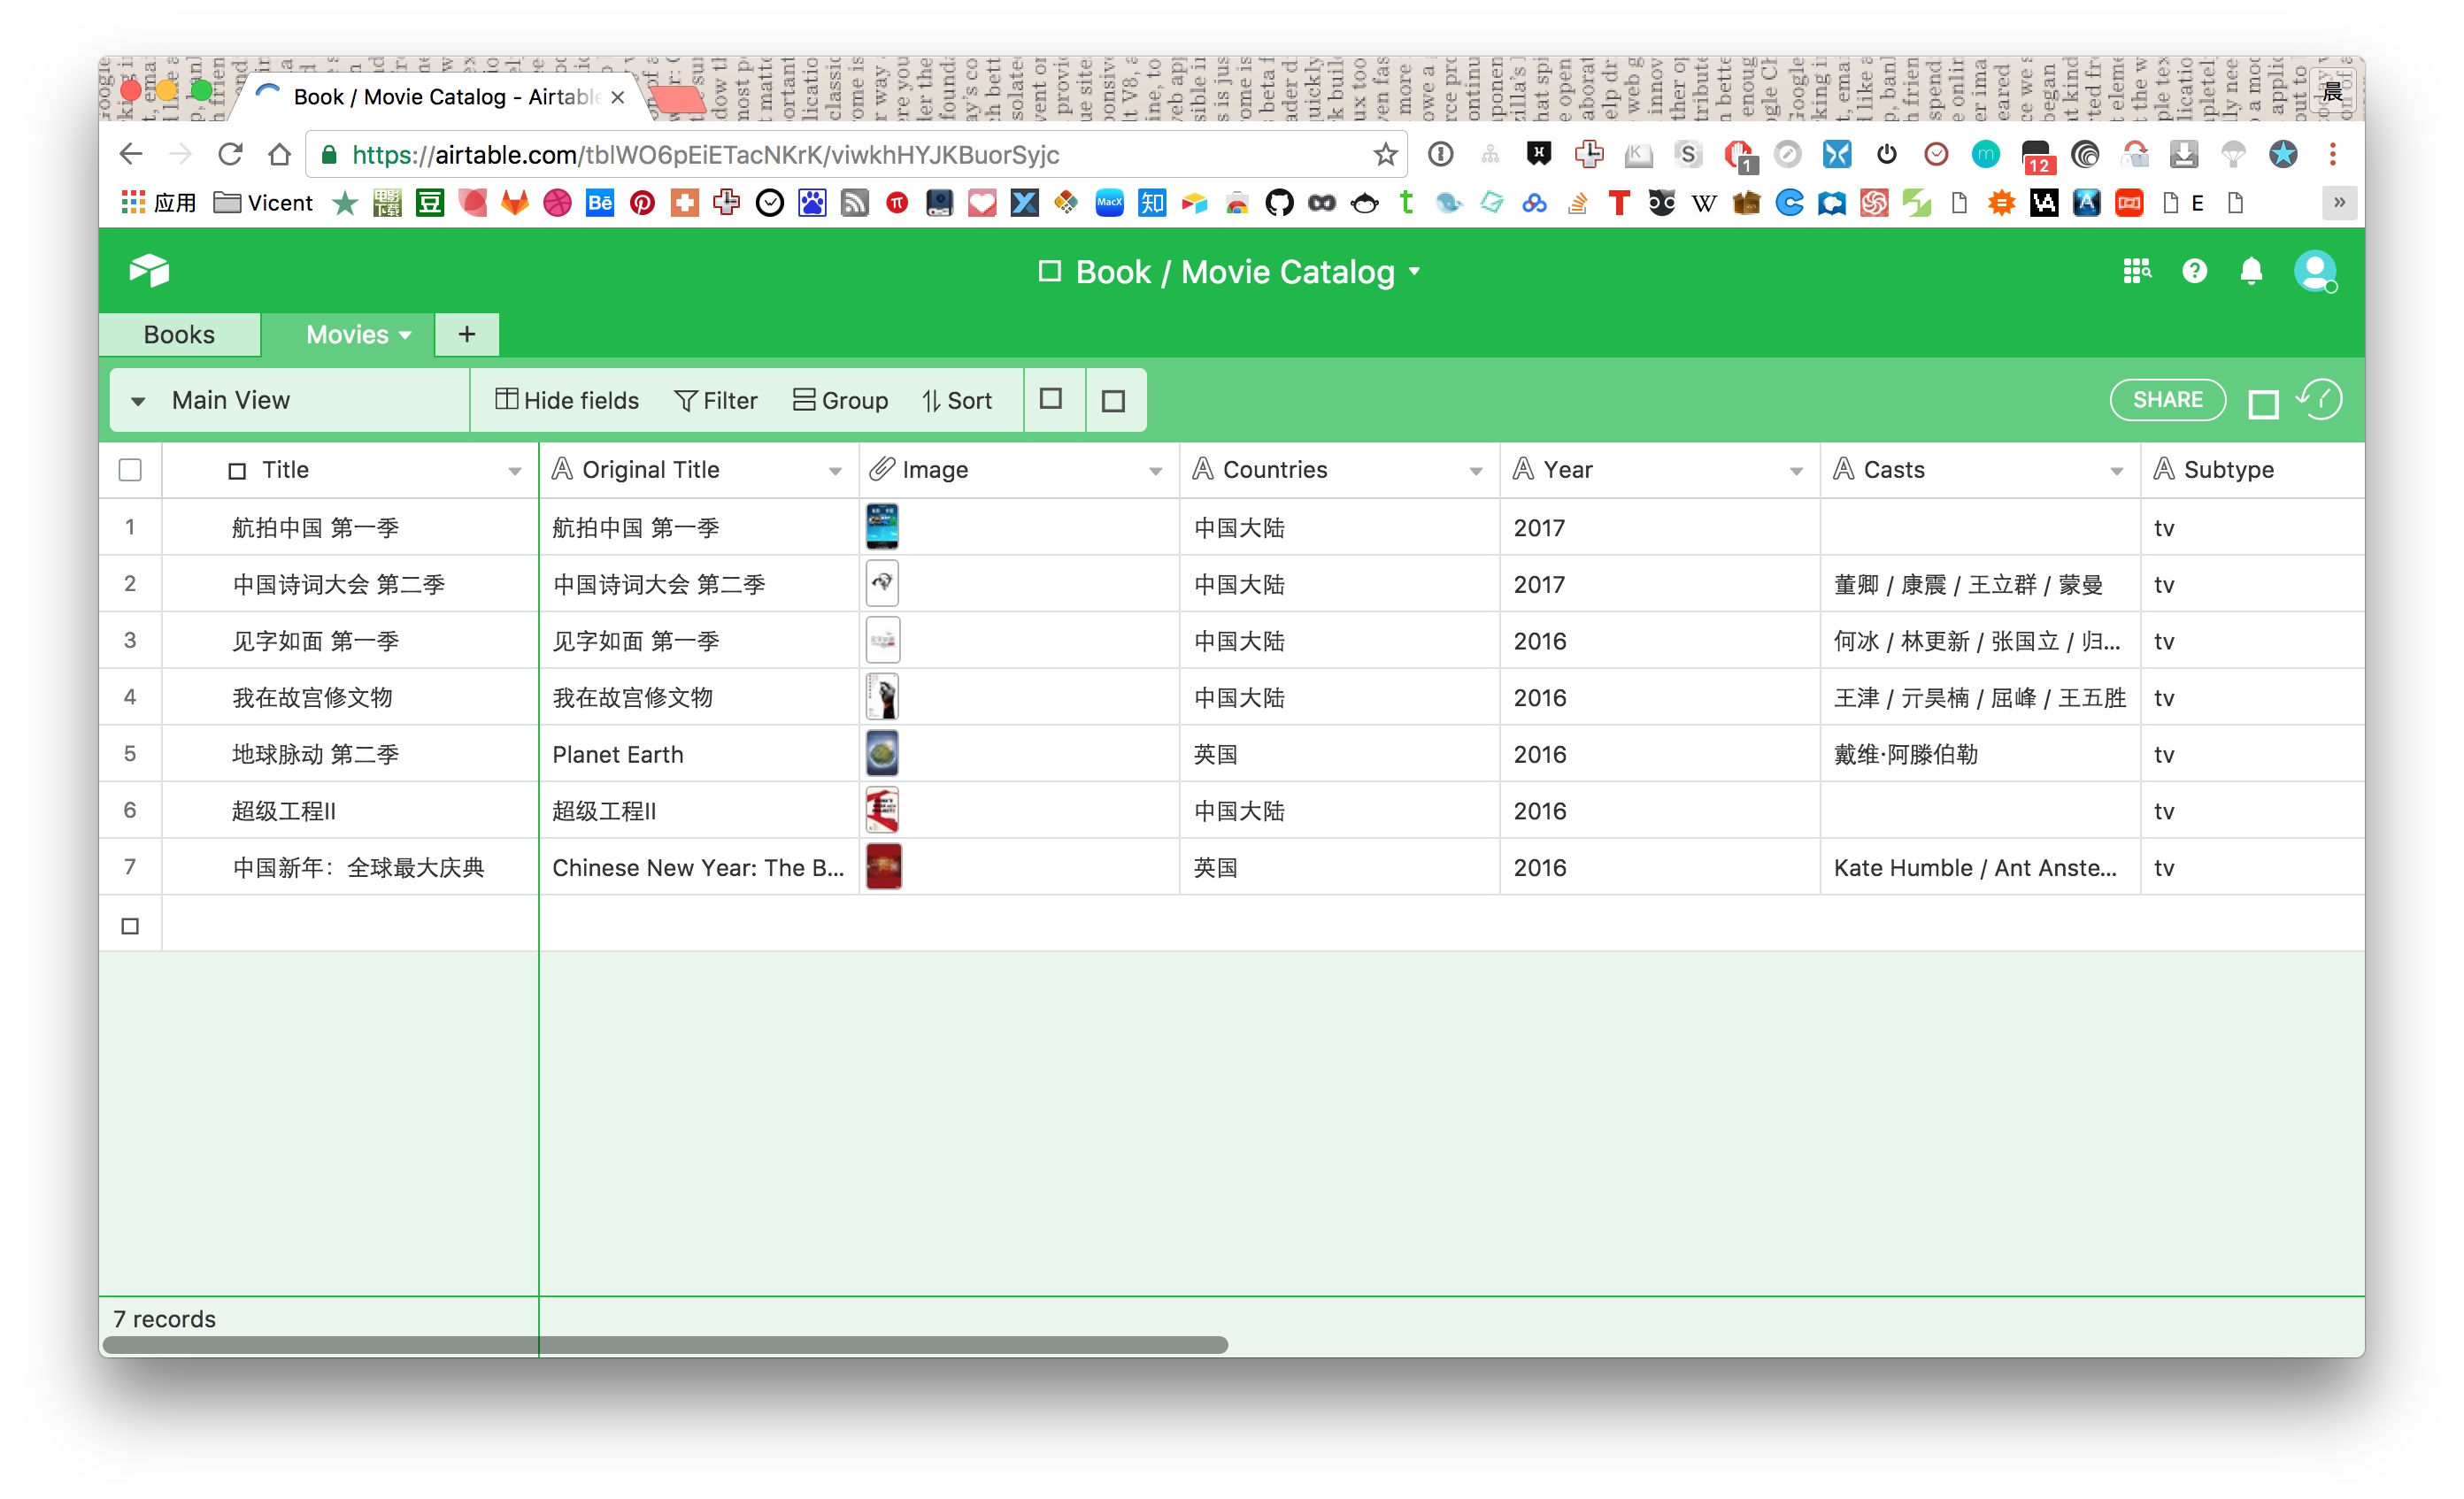 Book / Movie Catalog - Airtable
晨
https://airtable.com/tblWO6pEiETacNKrK/viwkhHYJKBuorSyjc
1
12
应用 Vicent Bē MacX 知 T W E »
Book / Movie Catalog
Books Movies +
Main View Hide fields Filter Group Sort SHARE
Title Original Title Image Countries Year Casts Subtype
1 航拍中国 第一季 航拍中国 第一季 中国大陆 2017 tv
2 中国诗词大会 第二季 中国诗词大会 第二季 中国大陆 2017 董卿 / 康震 / 王立群 / 蒙曼 tv
3 见字如面 第一季 见字如面 第一季 中国大陆 2016 何冰 / 林更新 / 张国立 / 归... tv
4 我在故宫修文物 我在故宫修文物 中国大陆 2016 王津 / 亓昊楠 / 屈峰 / 王五胜 tv
5 地球脉动 第二季 Planet Earth 英国 2016 戴维·阿滕伯勒 tv
6 超级工程II 超级工程II 中国大陆 2016 tv
7 中国新年：全球最大庆典 Chinese New Year: The B... 英国 2016 Kate Humble / Ant Anste... tv
7 records